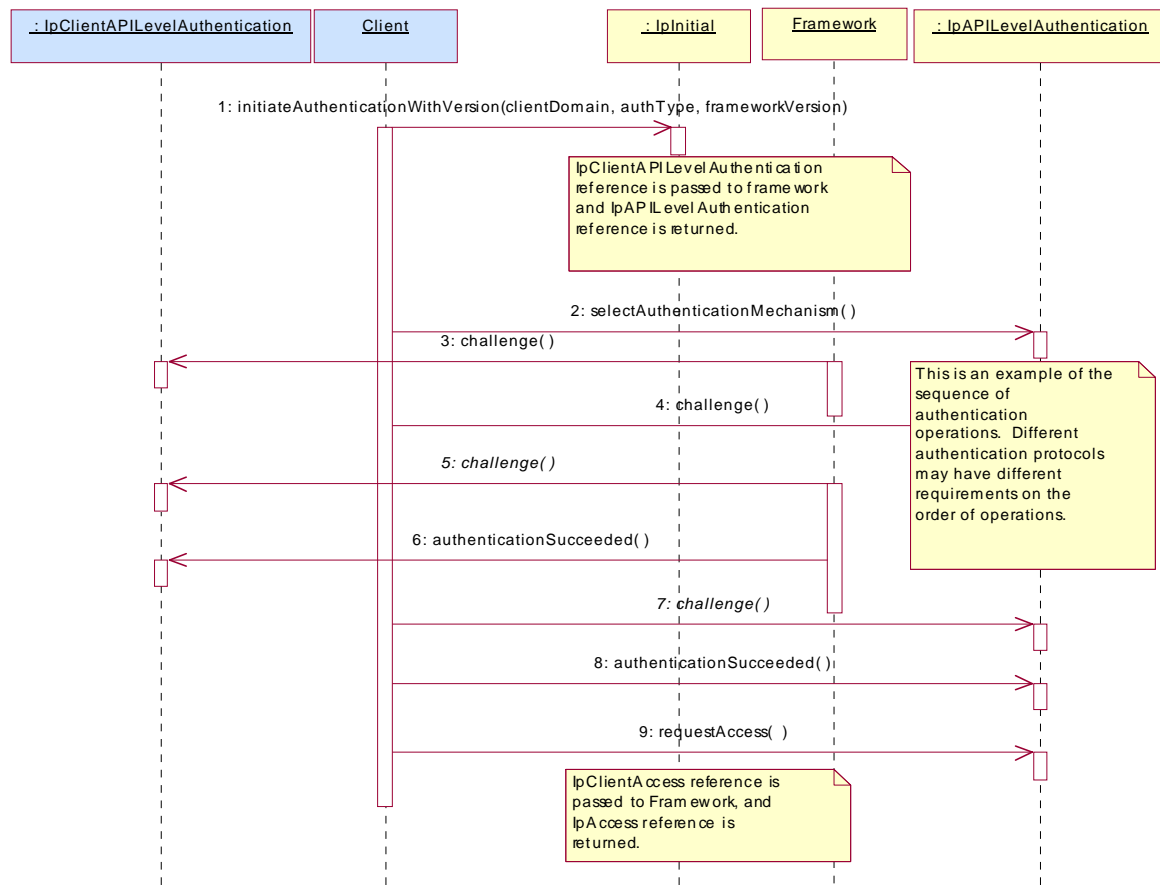 : IpClientAPILevelAuthentication
Client
: IpInitial
Framework
: IpAPILevelAuthentication
1: initiateAuthenticationWithVersion(clientDomain, authType, frameworkVersion)
IpClientAPILevelAuthentication
reference is passed to framework
and IpAPILevelAuthentication
reference is returned.
2: selectAuthenticationMechanism( )
3: challenge( )
This is an example of the
sequence of
authentication
operations. Different
authentication protocols
may have different
requirements on the
order of operations.
4: challenge( )
5: challenge( )
6: authenticationSucceeded( )
7: challenge( )
8: authenticationSucceeded( )
9: requestAccess( )
IpClientAccess reference is
passed to Framework, and
IpAccess reference is
returned.